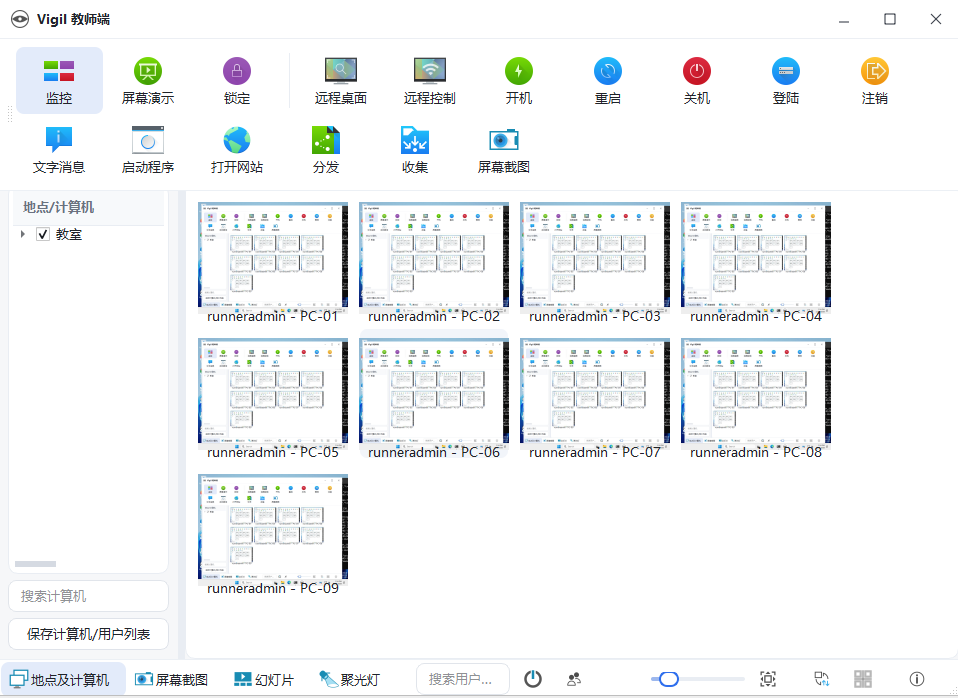 Vigil 教师端
监控 屏幕演示 锁定 远程桌面 远程控制 开机 重启 关机 登陆 注销
文字消息 启动程序 打开网站 分发 收集 屏幕截图
地点/计算机
教室
runneradmin - PC-01 runneradmin - PC-02 runneradmin - PC-03 runneradmin - PC-04
runneradmin - PC-05 runneradmin - PC-06 runneradmin - PC-07 runneradmin - PC-08
runneradmin - PC-09
搜索计算机
保存计算机/用户列表
地点及计算机 屏幕截图 幻灯片 聚光灯 搜索用户...